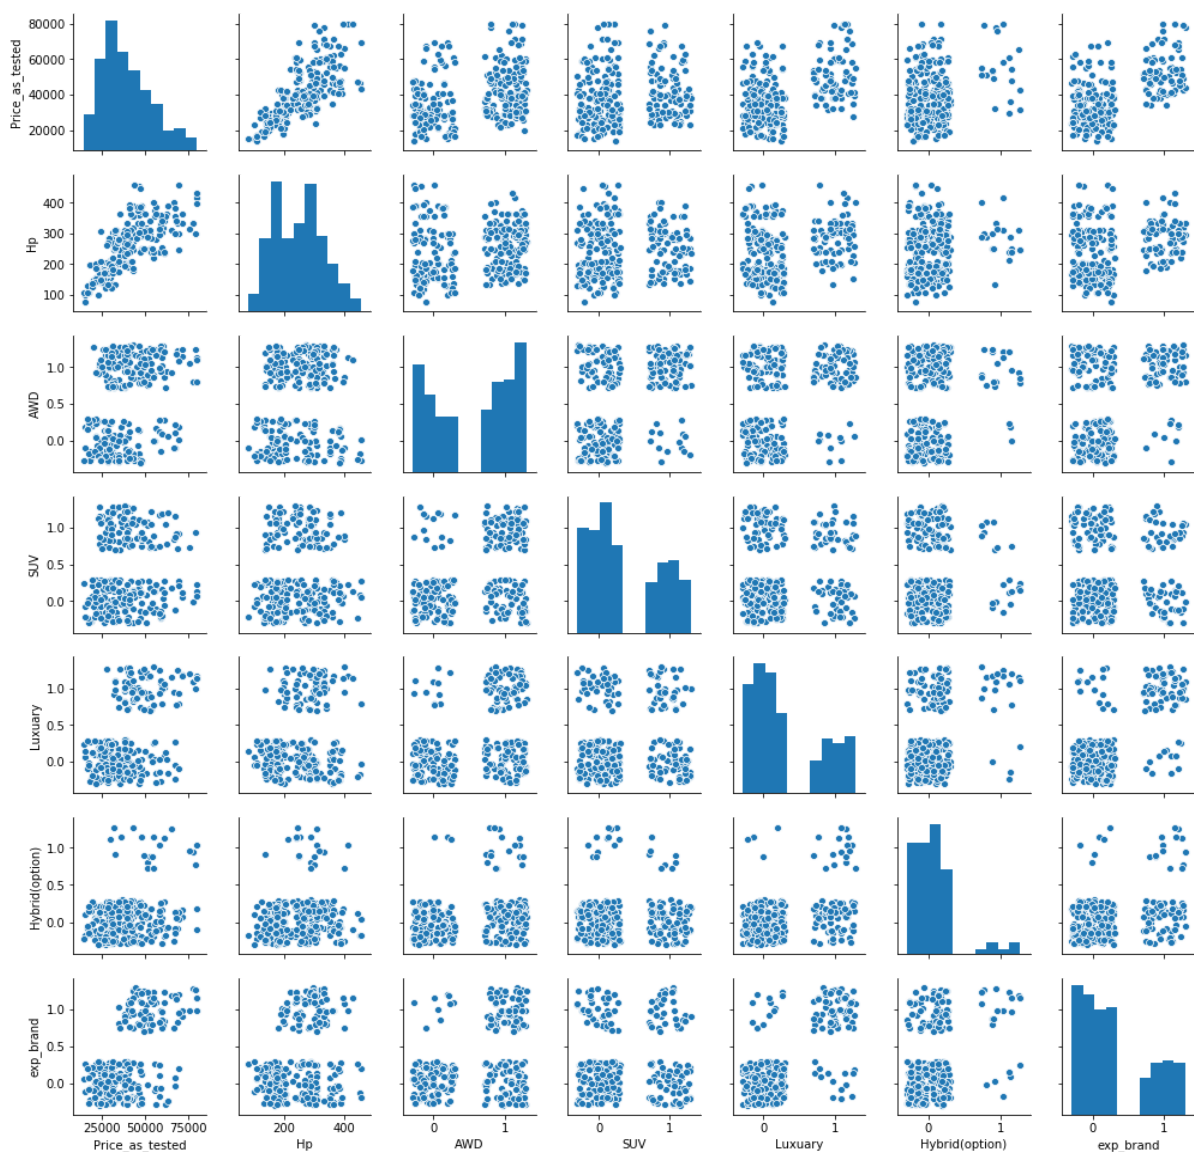 80000
60000
40000
20000
Price_as_tested
400
300
200
100
Hp
1.0
0.5
0.0
AWD
1.0
0.5
0.0
SUV
1.0
0.5
0.0
Luxuary
1.0
0.5
0.0
Hybrid(option)
1.0
0.5
0.0
exp_brand
25000 50000 75000 200 400 0 1 0 1 0 1 0 1 0 1
Price_as_tested Hp AWD SUV Luxuary Hybrid(option) exp_brand